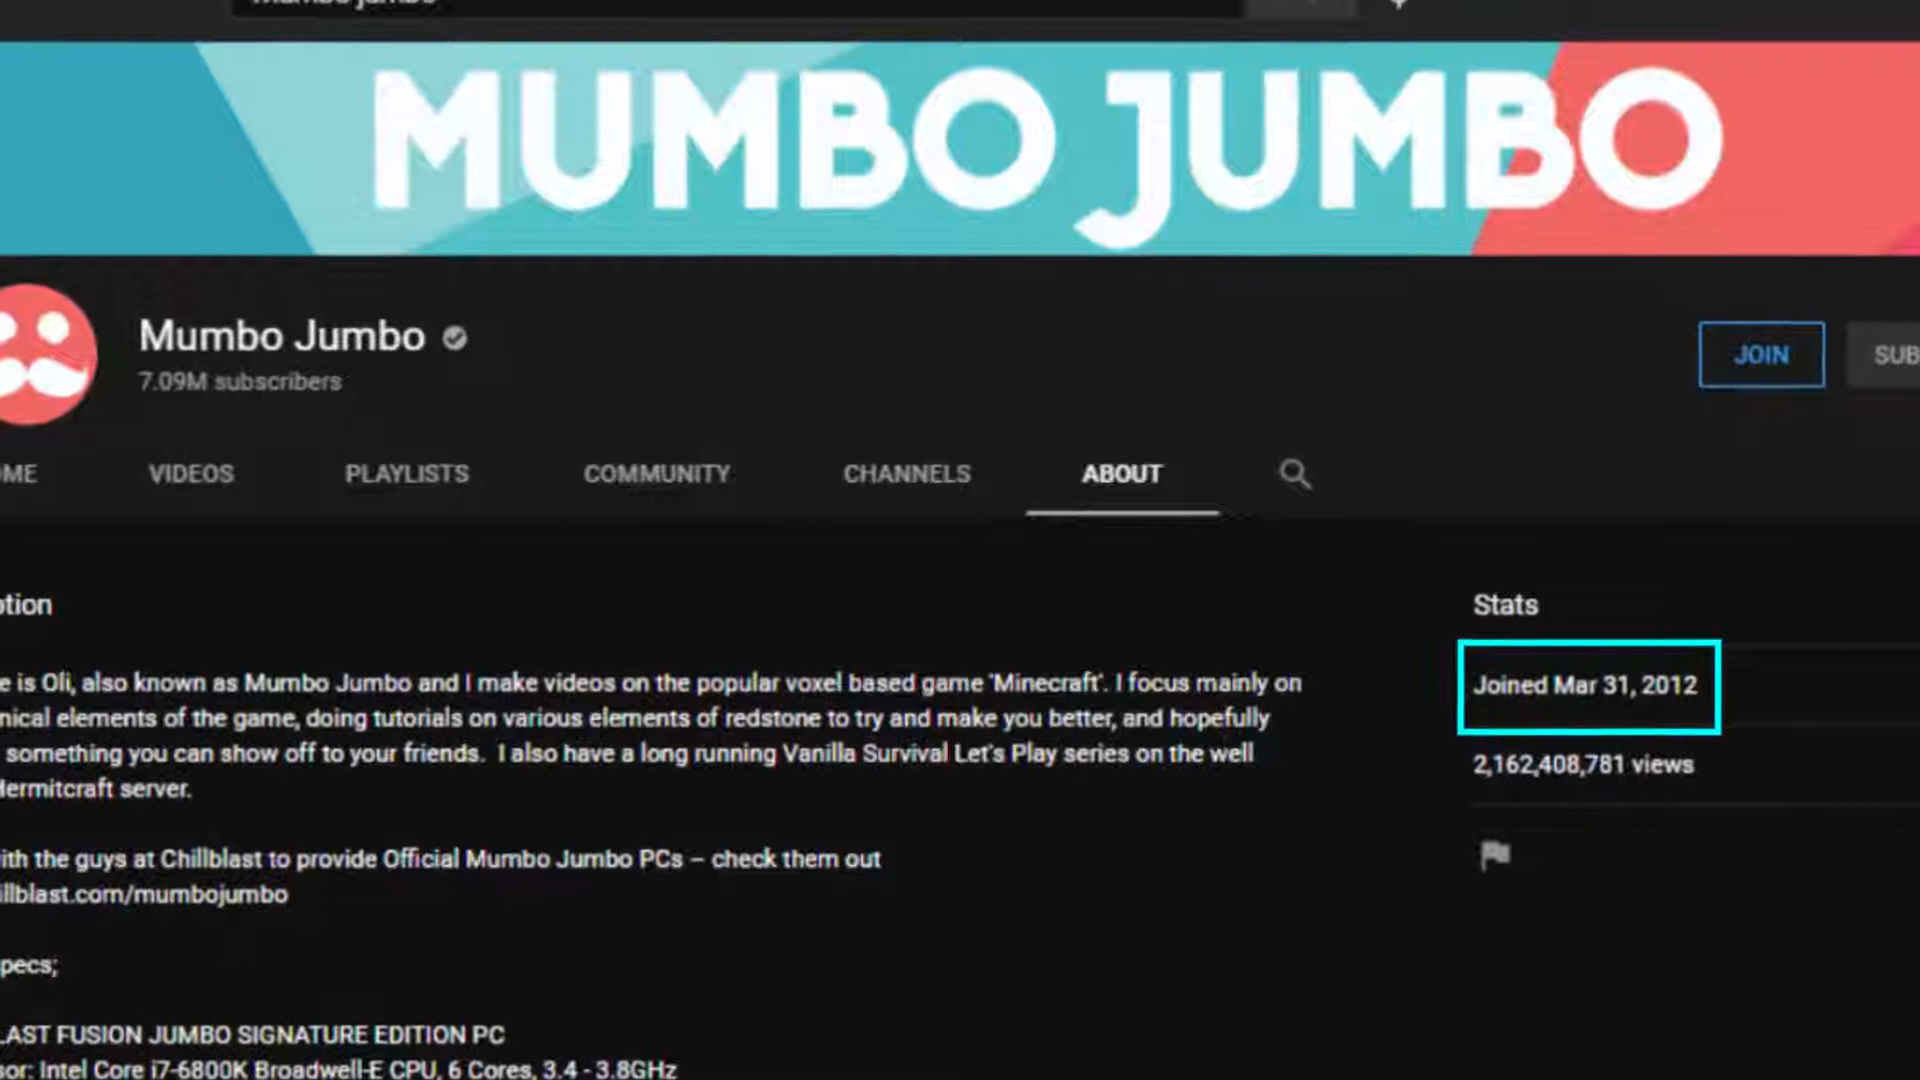 mumbo jumbo
MUMBO JUMBO
Mumbo Jumbo
7.09M subscribers
JOIN
SUB
ME
VIDEOS
PLAYLISTS
COMMUNITY
CHANNELS
ABOUT
tion
Stats
e is Oli, also known as Mumbo Jumbo and I make videos on the popular voxel based game 'Minecraft'. I focus mainly on
nical elements of the game, doing tutorials on various elements of redstone to try and make you better, and hopefully
something you can show off to your friends. I also have a long running Vanilla Survival Let's Play series on the well
Hermitcraft server.
Joined Mar 31, 2012
2,162,408,781 views
ith the guys at Chillblast to provide Official Mumbo Jumbo PCs – check them out
illblast.com/mumbojumbo
pecs;
LAST FUSION JUMBO SIGNATURE EDITION PC
sor: Intel Core i7-6800K Broadwell-E CPU, 6 Cores, 3.4 - 3.8GHz